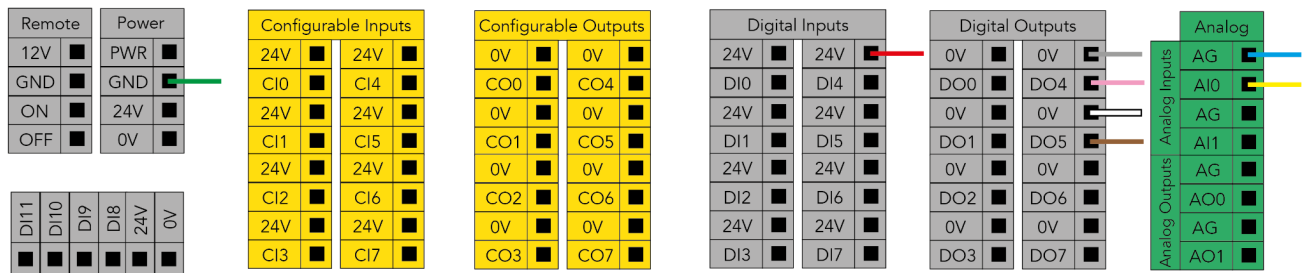 Remote
12V
GND
ON
OFF
Power
PWR
GND
24V
0V
DI11
DI10
DI9
DI8
24V
0V
Configurable Inputs
24V 24V
CI0 CI4
24V 24V
CI1 CI5
24V 24V
CI2 CI6
24V 24V
CI3 CI7
Configurable Outputs
0V 0V
CO0 CO4
0V 0V
CO1 CO5
0V 0V
CO2 CO6
0V 0V
CO3 CO7
Digital Inputs
24V 24V
DI0 DI4
24V 24V
DI1 DI5
24V 24V
DI2 DI6
24V 24V
DI3 DI7
Digital Outputs
0V 0V
DO0 DO4
0V 0V
DO1 DO5
0V 0V
DO2 DO6
0V 0V
DO3 DO7
Analog
Analog Inputs
AG
AI0
AG
AI1
Analog Outputs
AG
AO0
AG
AO1